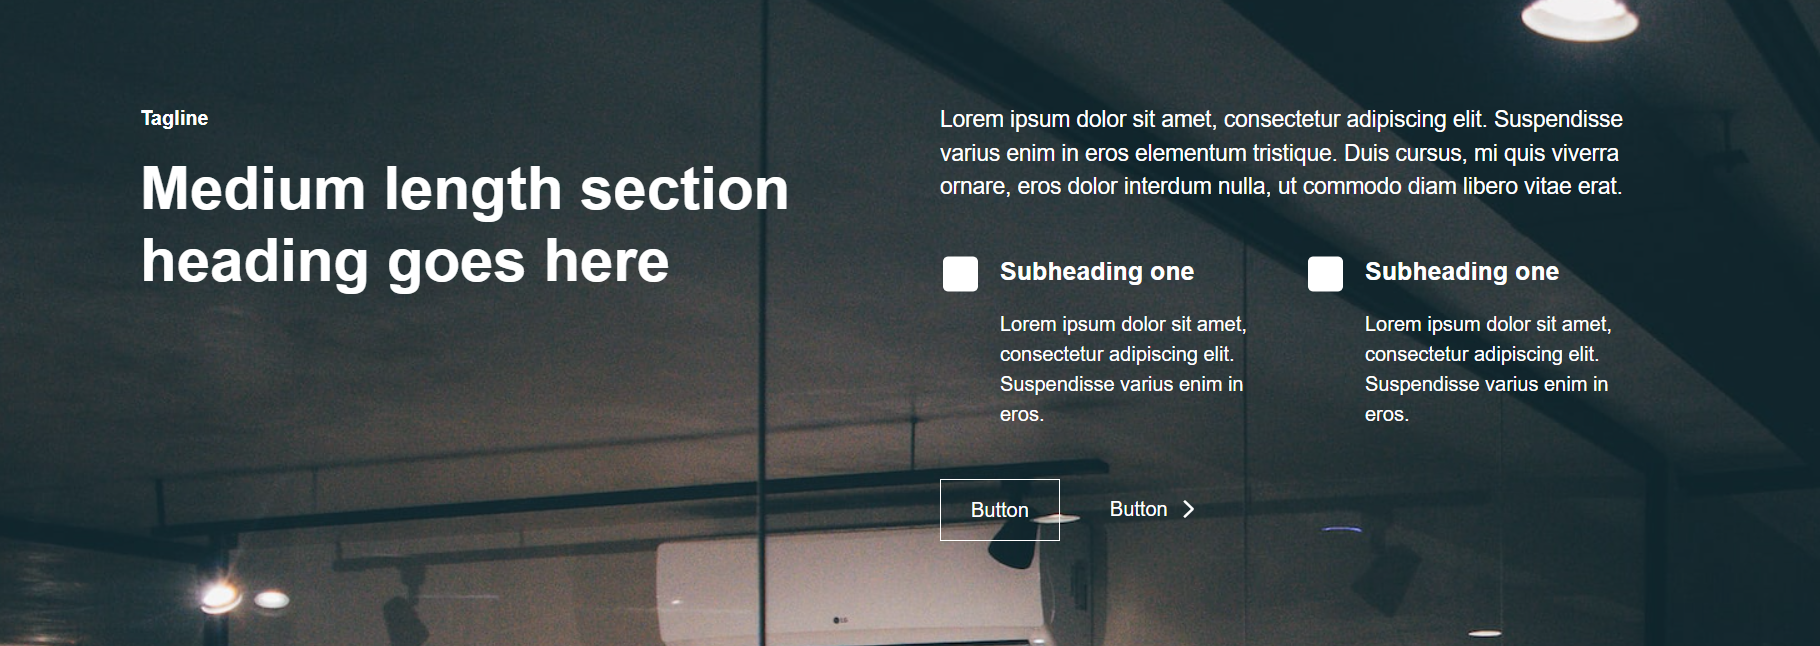 Tagline
Medium length section
heading goes here
Lorem ipsum dolor sit amet, consectetur adipiscing elit. Suspendisse
varius enim in eros elementum tristique. Duis cursus, mi quis viverra
ornare, eros dolor interdum nulla, ut commodo diam libero vitae erat.
Subheading one
Lorem ipsum dolor sit amet,
consectetur adipiscing elit.
Suspendisse varius enim in
eros.
Subheading one
Lorem ipsum dolor sit amet,
consectetur adipiscing elit.
Suspendisse varius enim in
eros.
Button
Button
LG